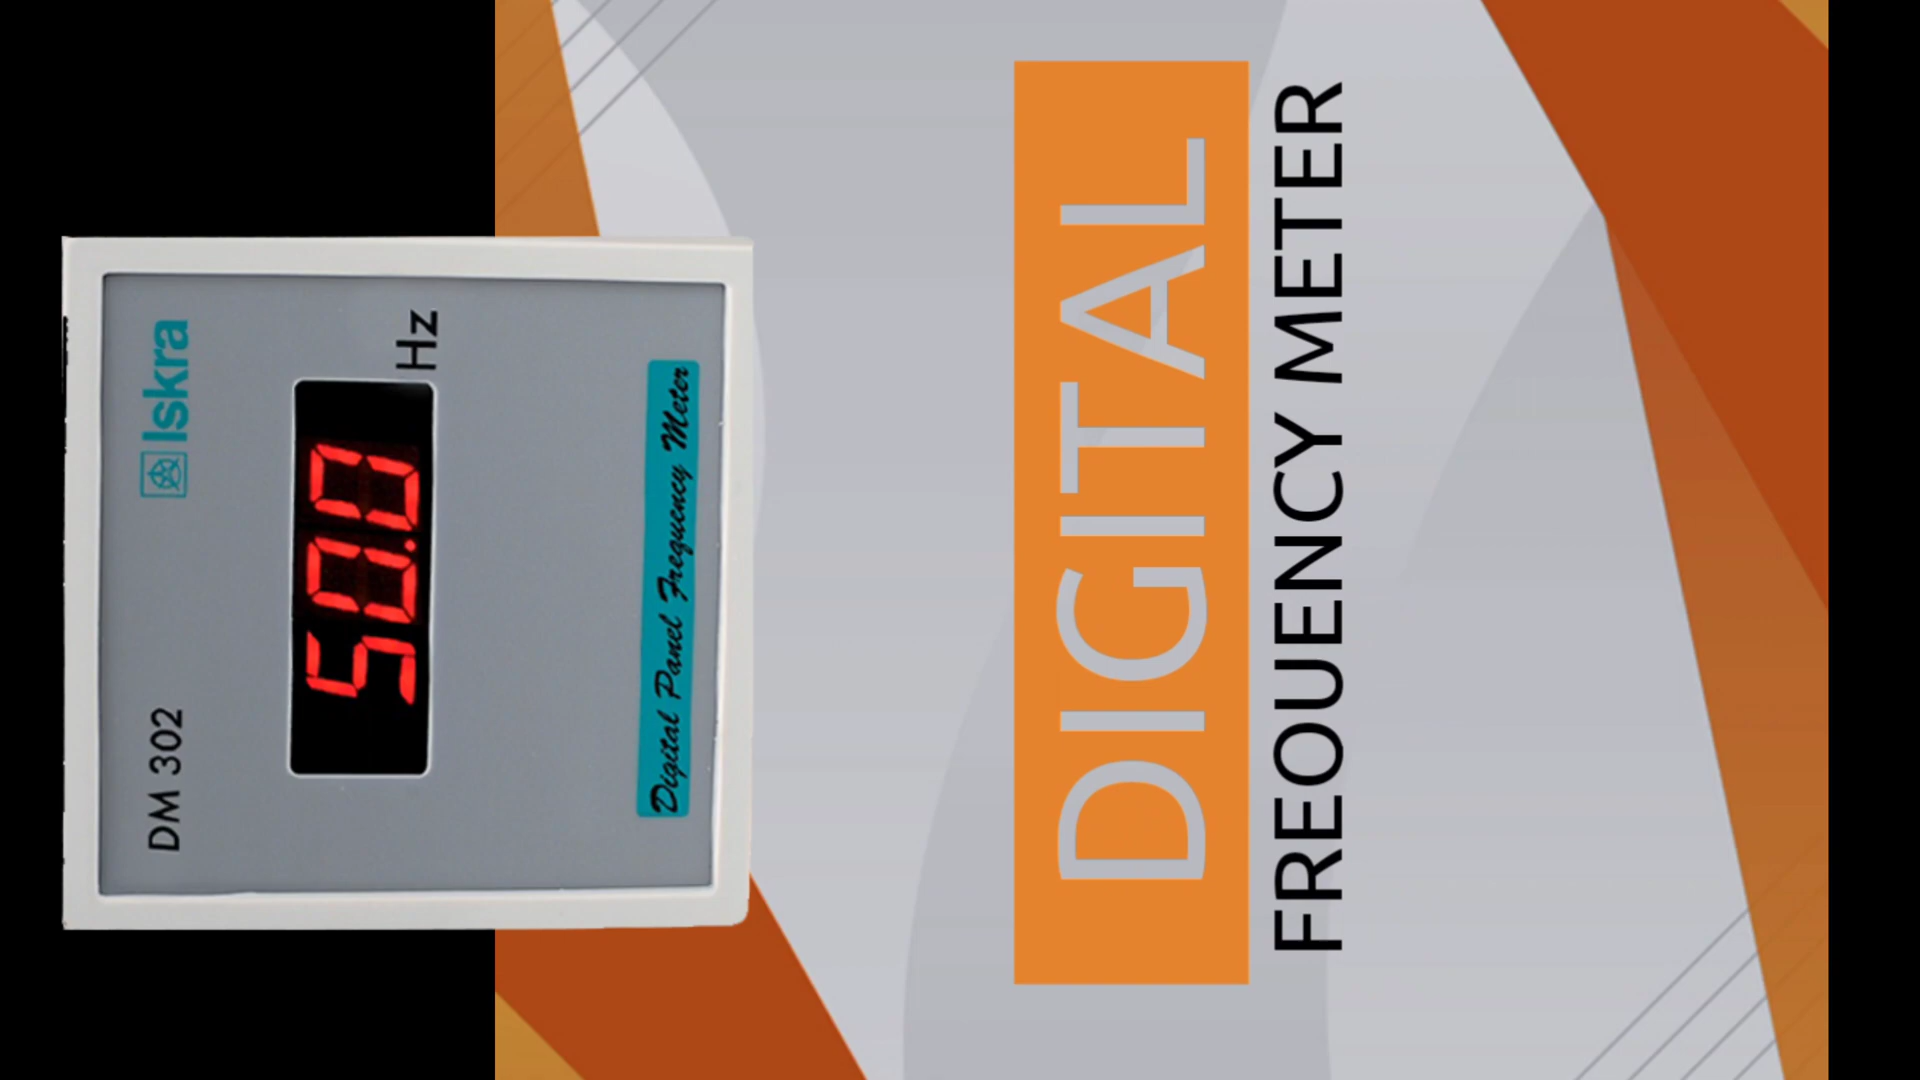 DM 302
Iskra
50.0
Hz
Digital Panel Frequency Meter
DIGITAL
FREOUENCY METER